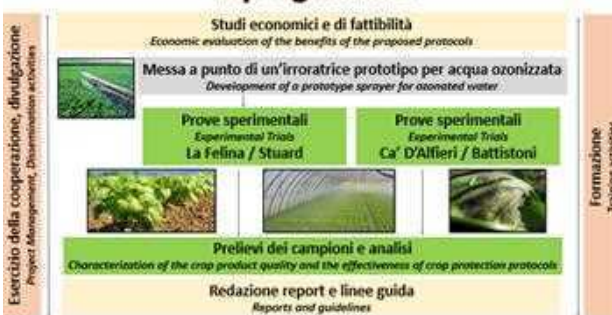 Studi economici e di fattibilità
Economic evaluation of the benefits of the proposed protocols
Messa a punto di un'irroratrice prototipo per acqua ozonizzata
Development of a prototype sprayer for ozonated water
Prove sperimentali
Experimental Trials
La Felina / Stuard
Prove sperimentali
Experimental Trials
Ca' D'Alfieri / Battistoni
Prelievi dei campioni e analisi
Characterization of the crop product quality and the effectiveness of crop protection protocols
Redazione report e linee guida
Reports and guidelines
Esercizio della cooperazione, divulgazione
Project Management, Dissemination activities
Formazione